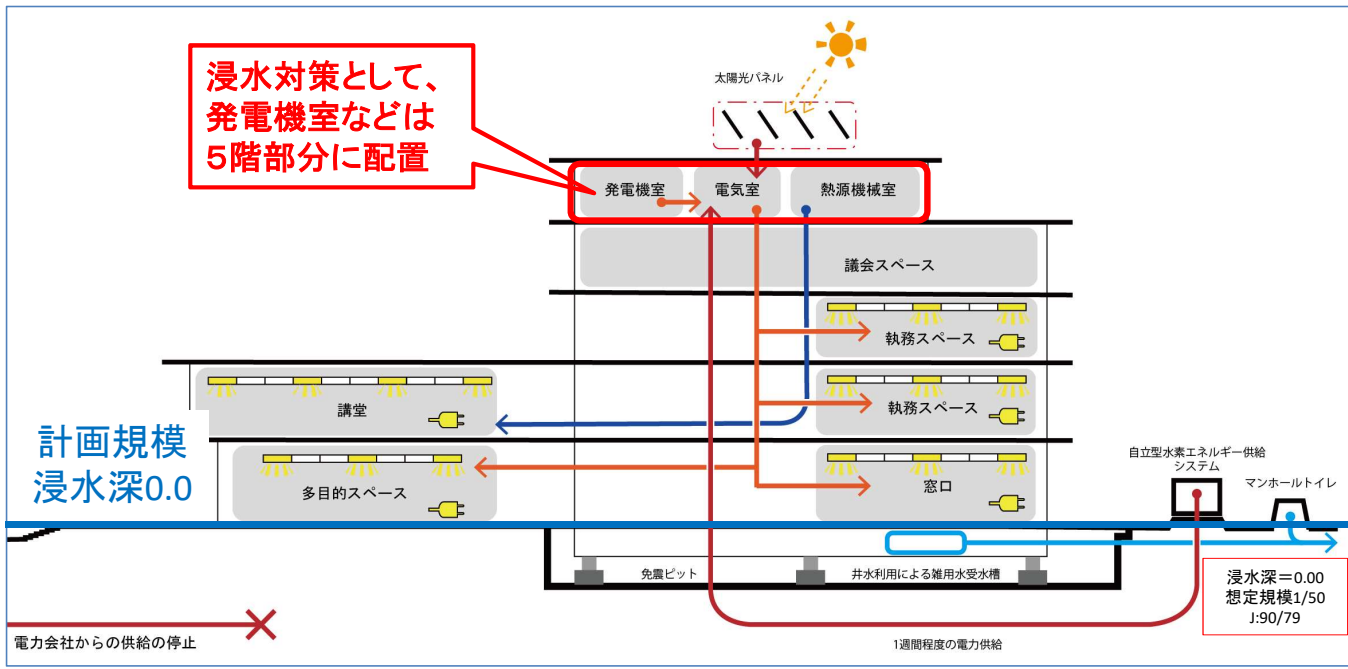 浸水対策として、
発電機室などは
5階部分に配置
太陽光パネル
発電機室
電気室
熱源機械室
議会スペース
執務スペース
講堂
執務スペース
計画規模
浸水深0.0
多目的スペース
窓口
自立型水素エネルギー供給
システム
マンホールトイレ
免震ピット
井水利用による雑用水受水槽
浸水深＝0.00
想定規模1/50
J:90/79
電力会社からの供給の停止
1週間程度の電力供給